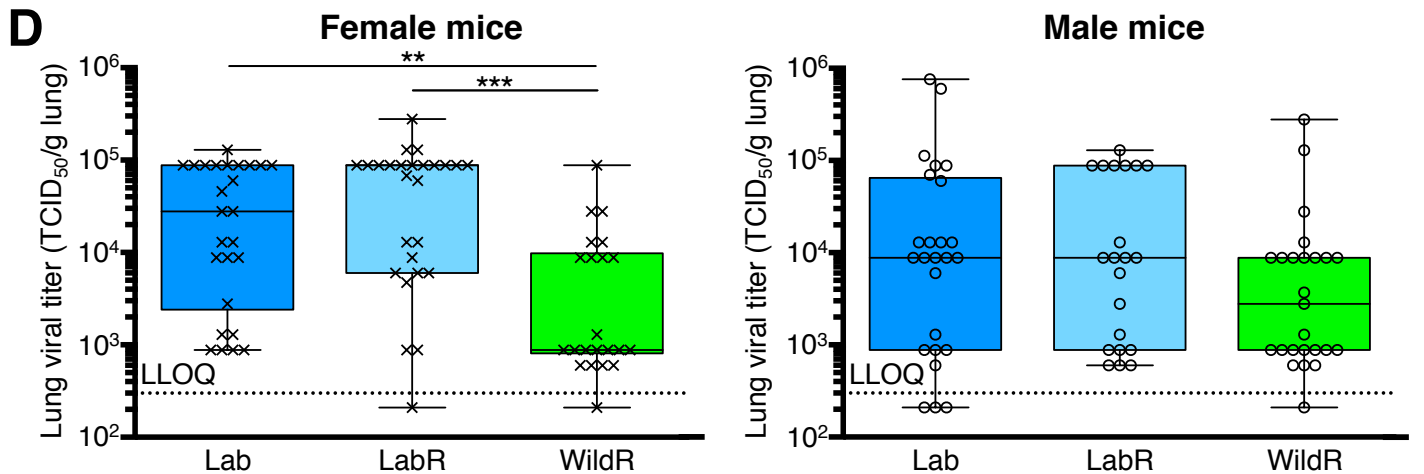 D
Female mice
Male mice
Lung viral titer (TCID₅₀/g lung)
10⁶
10⁵
10⁴
10³
10²
**
***
LLOQ
Lab
LabR
WildR
Lung viral titer (TCID₅₀/g lung)
10⁶
10⁵
10⁴
10³
10²
LLOQ
Lab
LabR
WildR